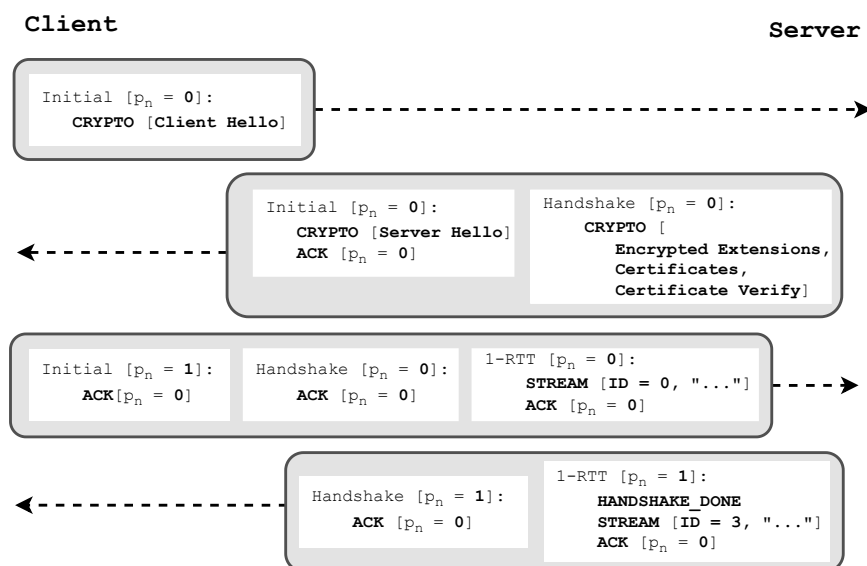 Client
Server
Initial [pn = 0]:
CRYPTO [Client Hello]
Initial [pn = 0]:
CRYPTO [Server Hello]
ACK [pn = 0]
Handshake [pn = 0]:
CRYPTO [
Encrypted Extensions,
Certificates,
Certificate Verify]
Initial [pn = 1]:
ACK[pn = 0]
Handshake [pn = 0]:
ACK [pn = 0]
1-RTT [pn = 0]:
STREAM [ID = 0, "..."]
ACK [pn = 0]
Handshake [pn = 1]:
ACK [pn = 0]
1-RTT [pn = 1]:
HANDSHAKE_DONE
STREAM [ID = 3, "..."]
ACK [pn = 0]